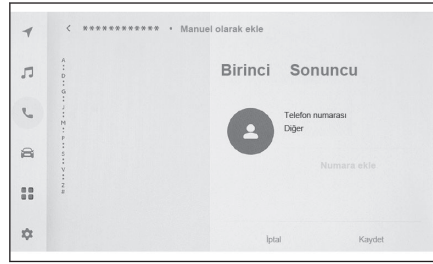 < ************ • Manuel olarak ekle
A
•
D
•
G
•
J
•
M
•
P
•
S
•
V
•
Z
#
Birinci Sonuncu
Telefon numarası
Diğer
Numara ekle
İptal Kaydet